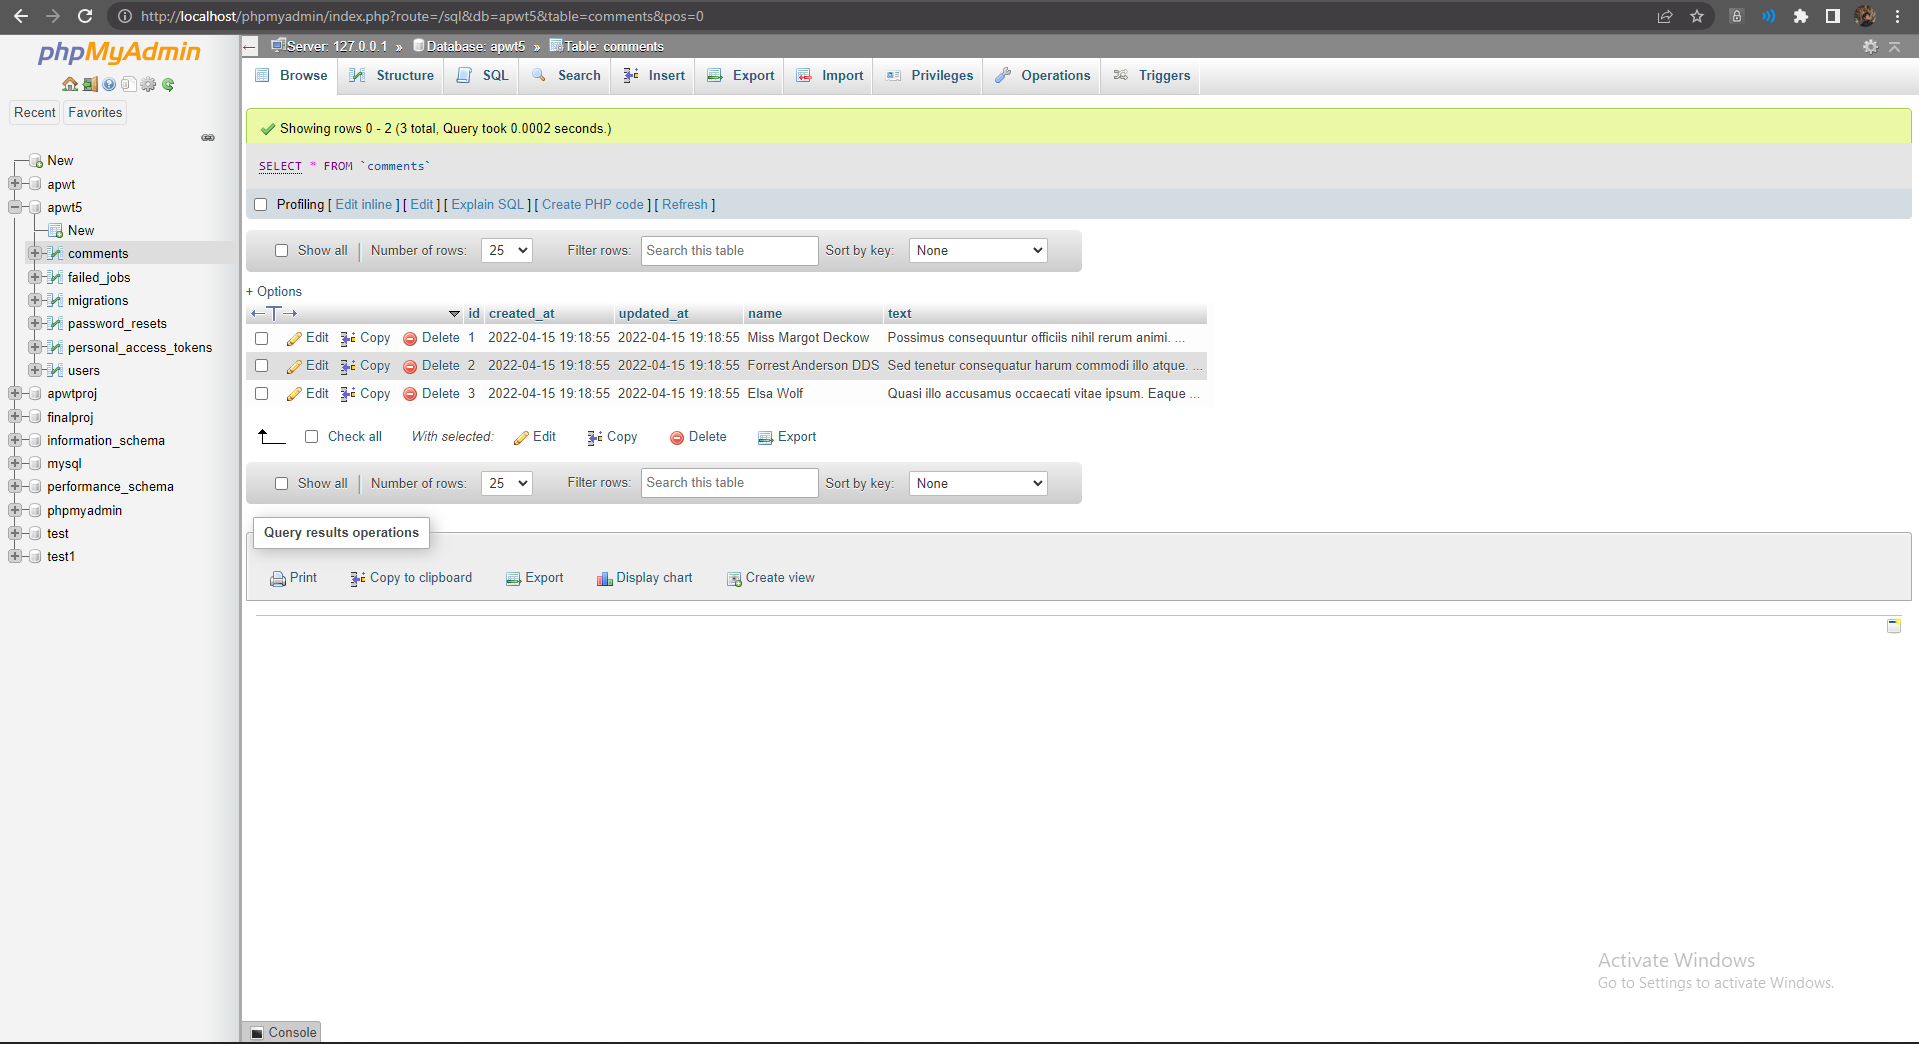 http://localhost/phpmyadmin/index.php?route=/sql&db=apwt5&table=comments&pos=0
phpMyAdmin
Recent Favorites
New
apwt
apwt5
New
comments
failed_jobs
migrations
password_resets
personal_access_tokens
users
apwtproj
finalproj
information_schema
mysql
performance_schema
phpmyadmin
test
test1
Server: 127.0.0.1 » Database: apwt5 » Table: comments
Browse Structure SQL Search Insert Export Import Privileges Operations Triggers
Showing rows 0 - 2 (3 total, Query took 0.0002 seconds.)
SELECT * FROM `comments`
Profiling [ Edit inline ] [ Edit ] [ Explain SQL ] [ Create PHP code ] [ Refresh ]
Show all Number of rows: 25 Filter rows: Search this table Sort by key: None
+ Options
id created_at updated_at name text
Edit Copy Delete 1 2022-04-15 19:18:55 2022-04-15 19:18:55 Miss Margot Deckow Possimus consequuntur officiis nihil rerum animi. ...
Edit Copy Delete 2 2022-04-15 19:18:55 2022-04-15 19:18:55 Forrest Anderson DDS Sed tenetur consequatur harum commodi illo atque. ...
Edit Copy Delete 3 2022-04-15 19:18:55 2022-04-15 19:18:55 Elsa Wolf Quasi illo accusamus occaecati vitae ipsum. Eaque ...
Check all With selected: Edit Copy Delete Export
Show all Number of rows: 25 Filter rows: Search this table Sort by key: None
Query results operations
Print Copy to clipboard Export Display chart Create view
Activate Windows
Go to Settings to activate Windows.
Console